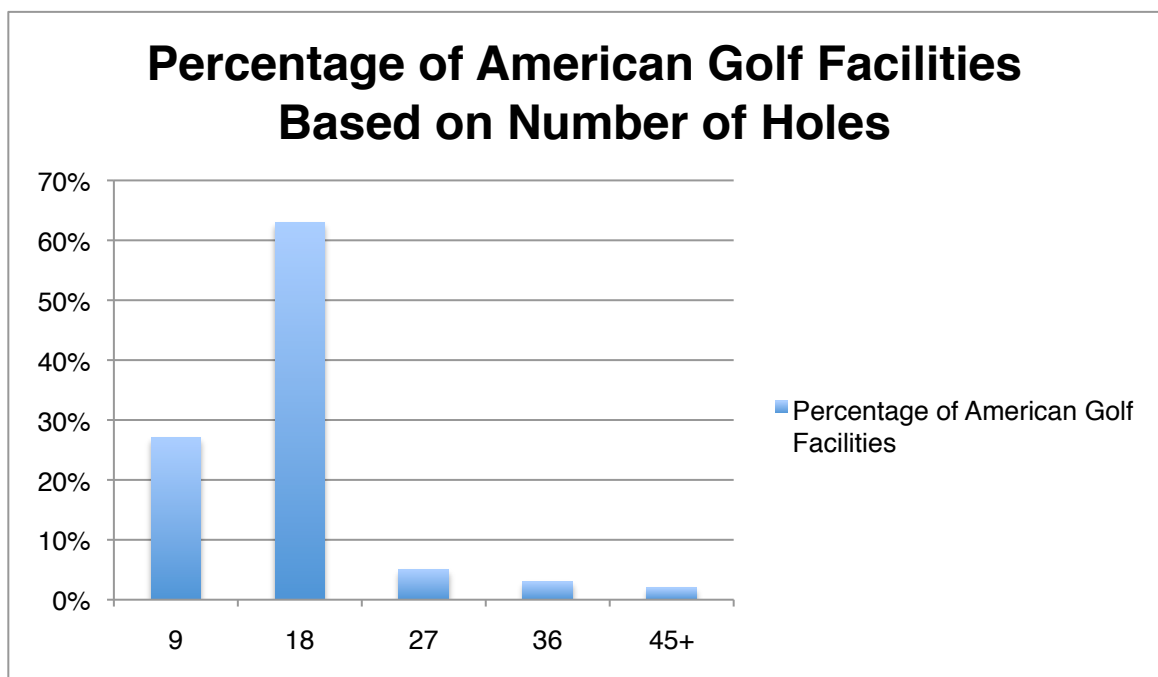 Percentage of American Golf Facilities
Based on Number of Holes
70%
60%
50%
40%
30%
20%
10%
0%
9 18 27 36 45+
Percentage of American Golf
Facilities